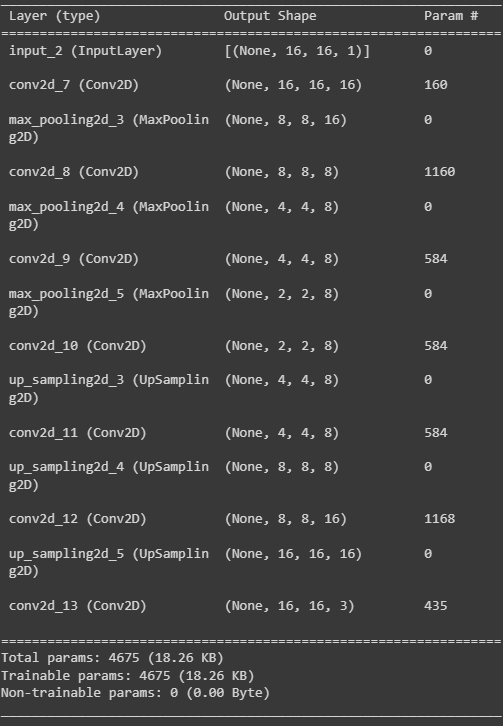 Layer (type) Output Shape Param #
=================================================================
input_2 (InputLayer) [(None, 16, 16, 1)] 0
conv2d_7 (Conv2D) (None, 16, 16, 16) 160
max_pooling2d_3 (MaxPoolin (None, 8, 8, 16) 0
g2D)
conv2d_8 (Conv2D) (None, 8, 8, 8) 1160
max_pooling2d_4 (MaxPoolin (None, 4, 4, 8) 0
g2D)
conv2d_9 (Conv2D) (None, 4, 4, 8) 584
max_pooling2d_5 (MaxPoolin (None, 2, 2, 8) 0
g2D)
conv2d_10 (Conv2D) (None, 2, 2, 8) 584
up_sampling2d_3 (UpSamplin (None, 4, 4, 8) 0
g2D)
conv2d_11 (Conv2D) (None, 4, 4, 8) 584
up_sampling2d_4 (UpSamplin (None, 8, 8, 8) 0
g2D)
conv2d_12 (Conv2D) (None, 8, 8, 16) 1168
up_sampling2d_5 (UpSamplin (None, 16, 16, 16) 0
g2D)
conv2d_13 (Conv2D) (None, 16, 16, 3) 435
=================================================================
Total params: 4675 (18.26 KB)
Trainable params: 4675 (18.26 KB)
Non-trainable params: 0 (0.00 Byte)